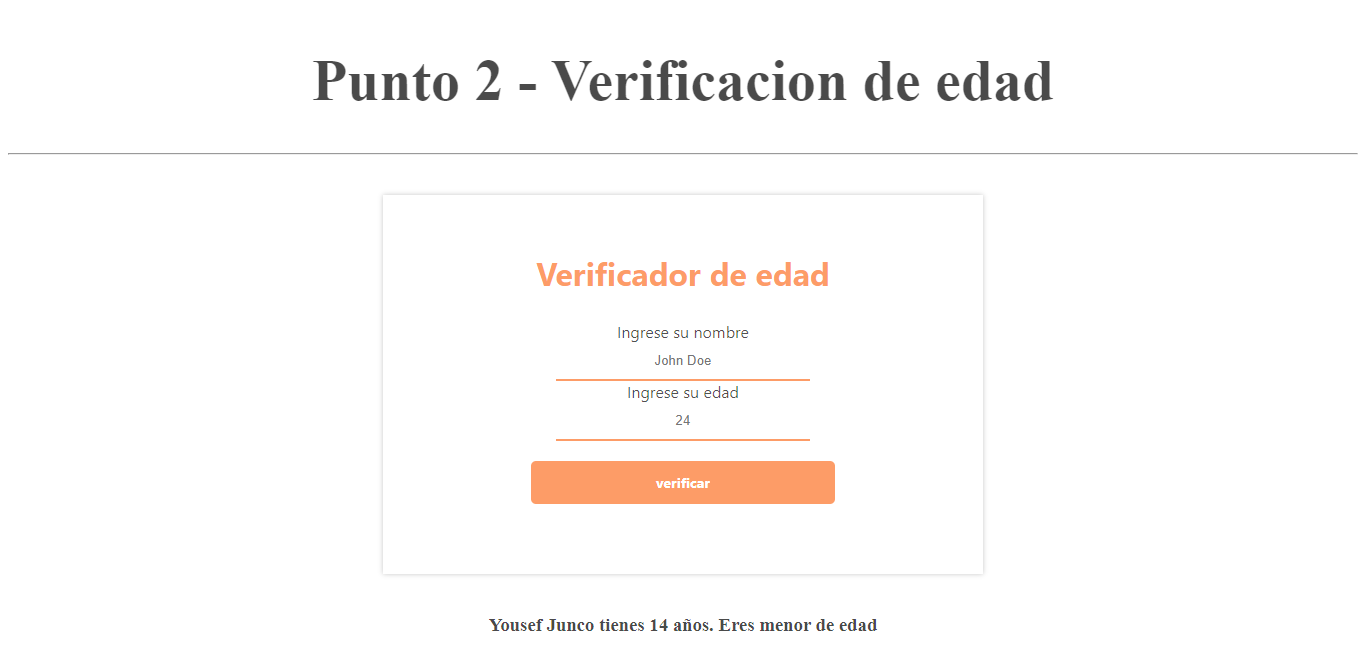 Punto 2 - Verificacion de edad
Verificador de edad
Ingrese su nombre
John Doe
Ingrese su edad
24
verificar
Yousef Junco tienes 14 años. Eres menor de edad